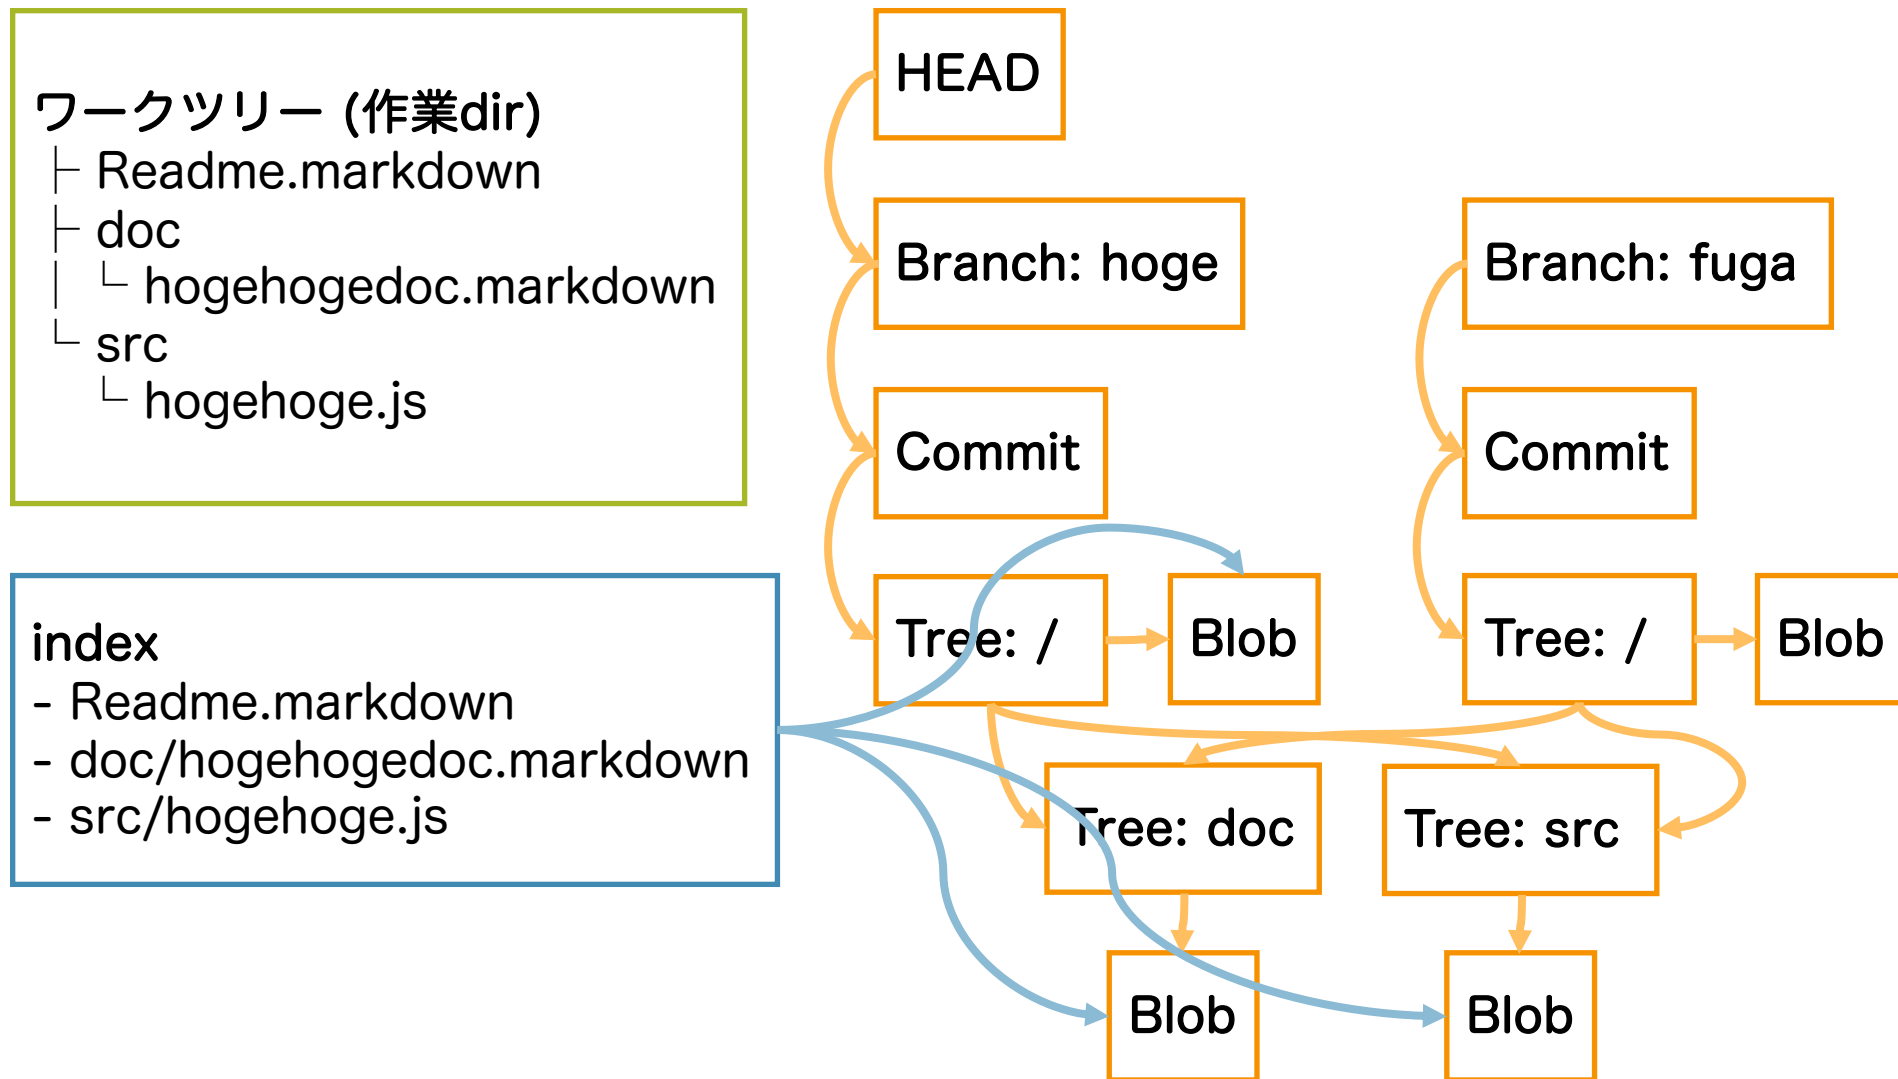 ワークツリー (作業dir)
├ Readme.markdown
├ doc
│ └ hogehogedoc.markdown
└ src
  └ hogehoge.js
index
- Readme.markdown
- doc/hogehogedoc.markdown
- src/hogehoge.js
HEAD
Branch: hoge
Branch: fuga
Commit
Commit
Tree: /
Blob
Tree: /
Blob
Tree: doc
Tree: src
Blob
Blob